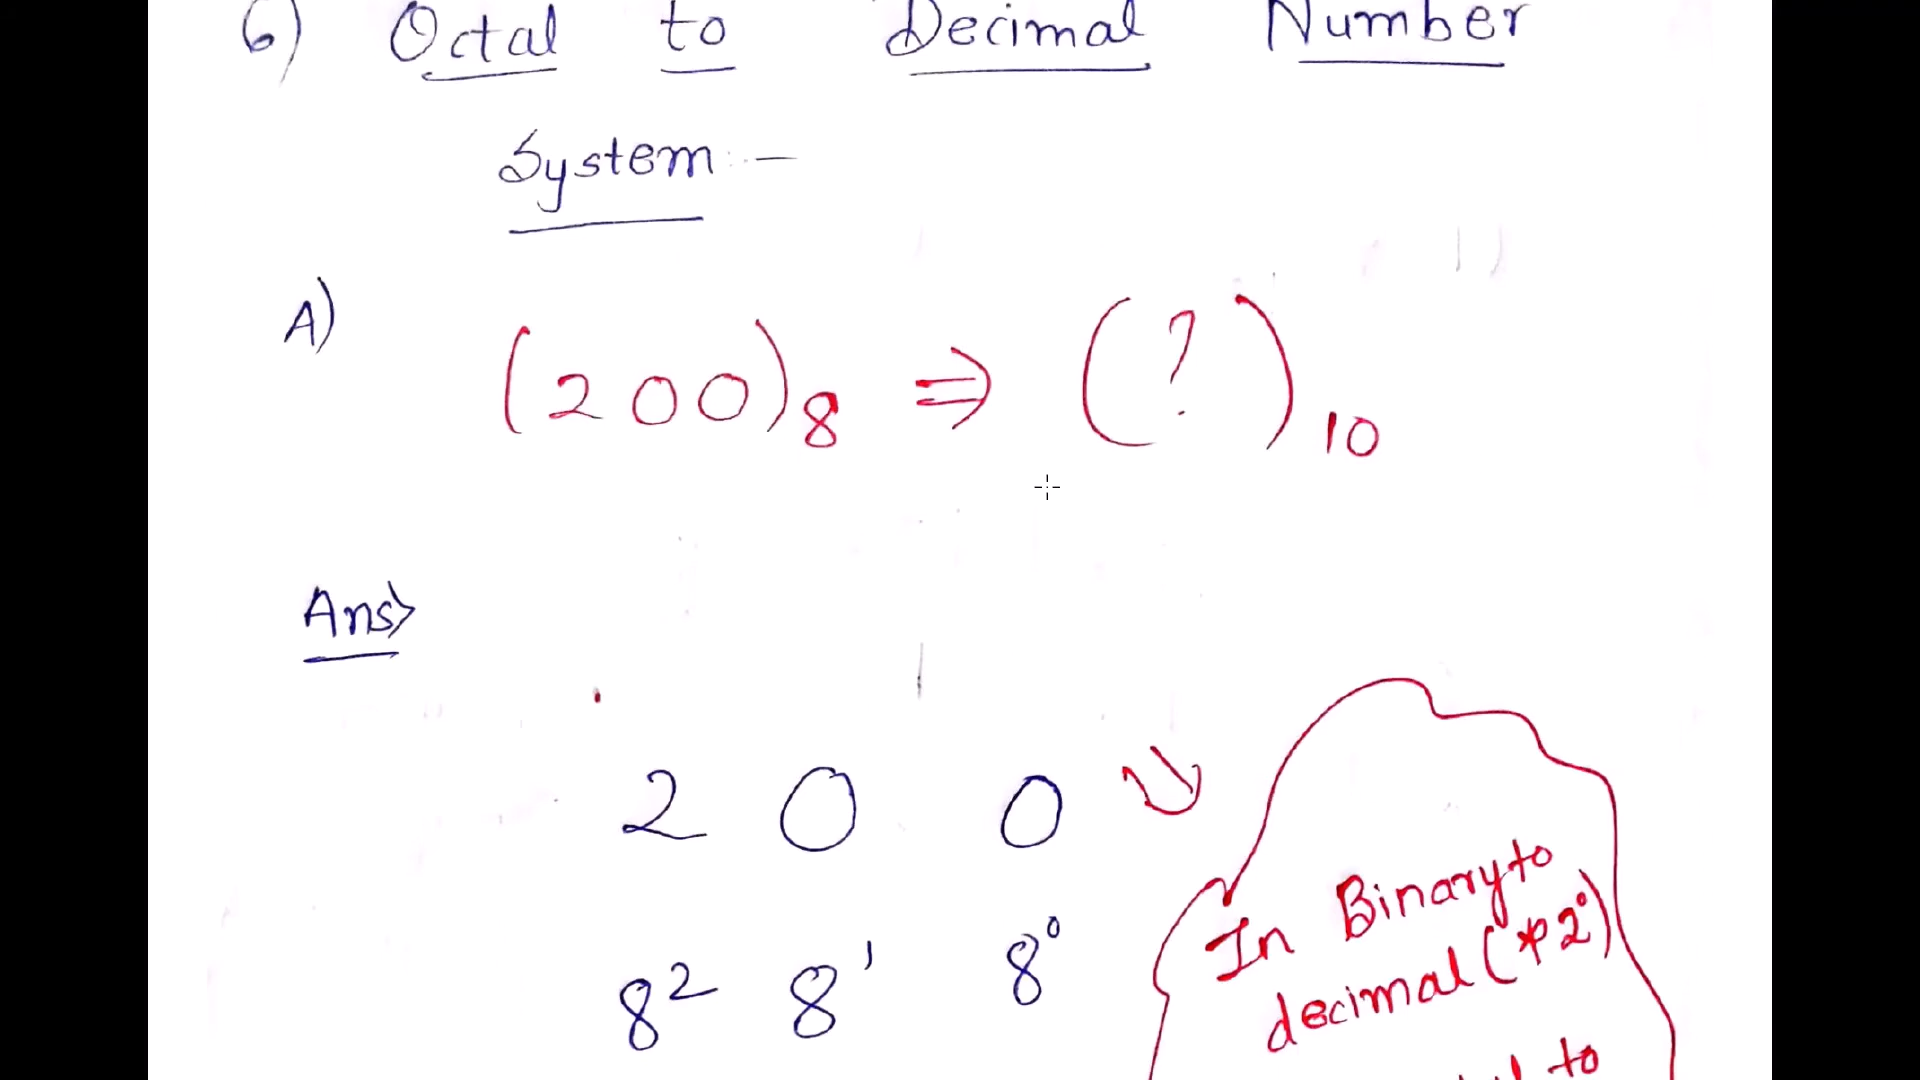 6) Octal to Decimal Number
System :-
A) (200)8 ⇒ (?)10
Ans>
2 0 0
8² 8¹ 8⁰
In Binary to
decimal (*2⁰)
to